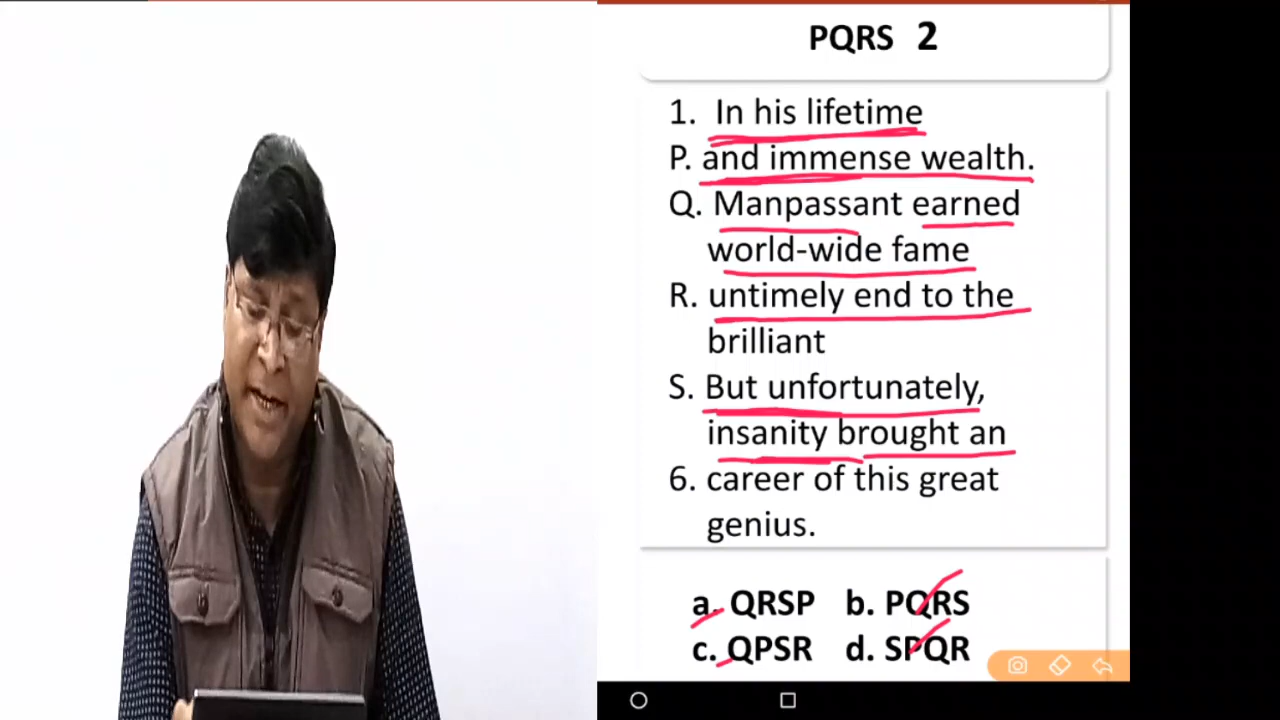 PQRS 2
1. In his lifetime
P. and immense wealth.
Q. Manpassant earned
world-wide fame
R. untimely end to the
brilliant
S. But unfortunately,
insanity brought an
6. career of this great
genius.
a. QRSP b. PQRS
c. QPSR d. SPQR